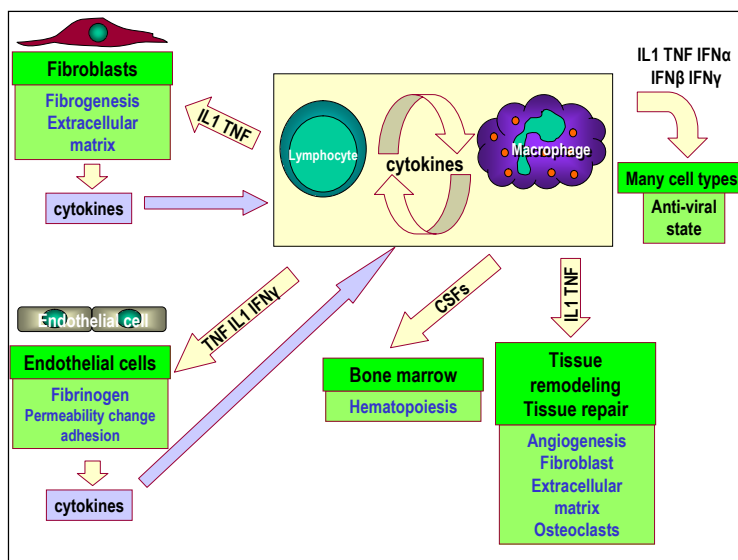 Fibroblasts
Fibrogenesis
Extracellular
matrix
cytokines
IL1 TNF
Lymphocyte
cytokines
Macrophage
IL1 TNF IFNα
IFNβ IFNγ
Many cell types
Anti-viral
state
Endothelial cell
Endothelial cells
Fibrinogen
Permeability change
adhesion
cytokines
TNF IL1 IFNγ
CSFs
Bone marrow
Hematopoiesis
IL1 TNF
Tissue
remodeling
Tissue repair
Angiogenesis
Fibroblast
Extracellular
matrix
Osteoclasts